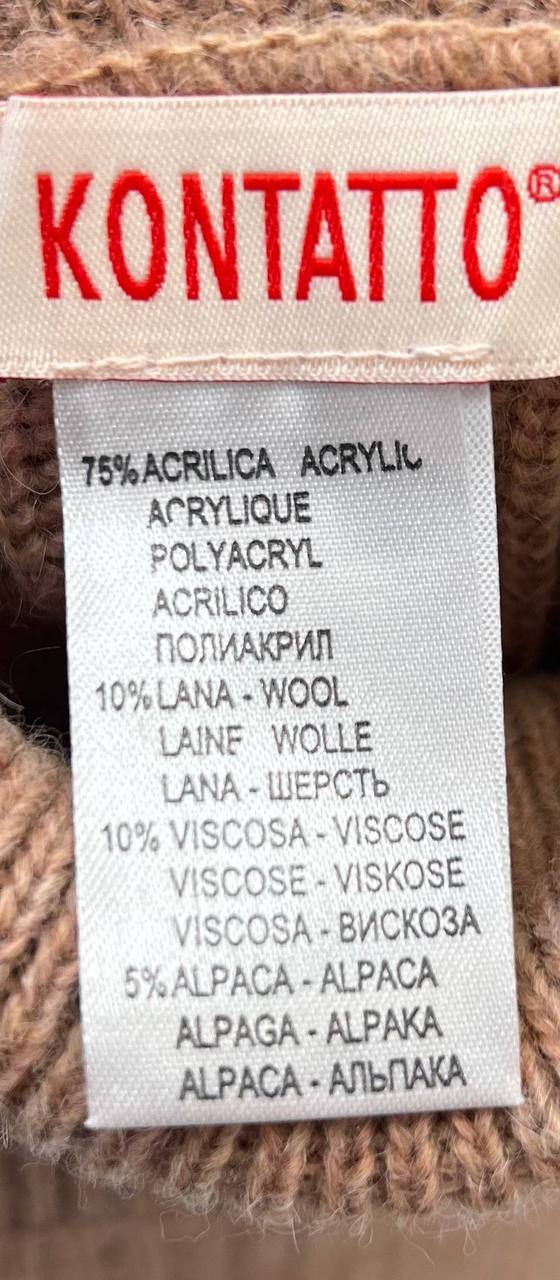 KONTATTO®
75% ACRILICA ACRYLIC
ACRYLIQUE
POLYACRYL
ACRILICO
ПОЛИАКРИЛ
10% LANA - WOOL
LAINE WOLLE
LANA - ШЕРСТЬ
10% VISCOSA - VISCOSE
VISCOSE - VISKOSE
VISCOSA - ВИСКОЗА
5% ALPACA - ALPACA
ALPAGA - ALPAKA
ALPACA - АЛЬПАКА